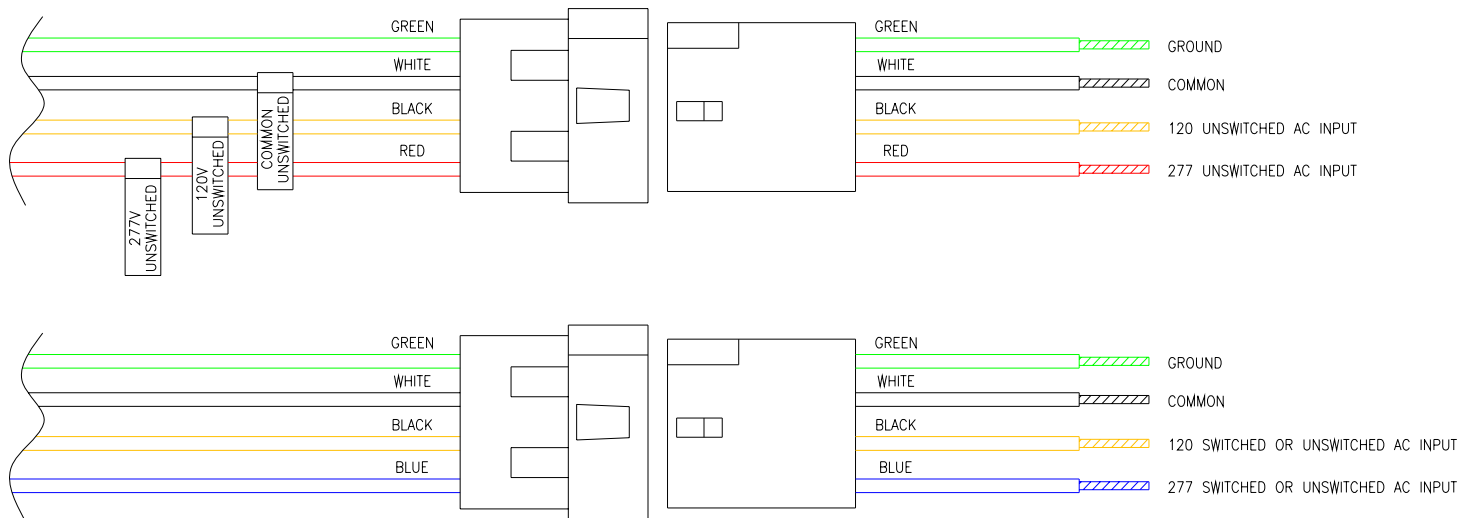 GREEN
GREEN
GROUND
WHITE
WHITE
COMMON
BLACK
BLACK
120 UNSWITCHED AC INPUT
RED
RED
277 UNSWITCHED AC INPUT
COMMON
UNSWITCHED
120V
UNSWITCHED
277V
UNSWITCHED
GREEN
GREEN
GROUND
WHITE
WHITE
COMMON
BLACK
BLACK
120 SWITCHED OR UNSWITCHED AC INPUT
BLUE
BLUE
277 SWITCHED OR UNSWITCHED AC INPUT